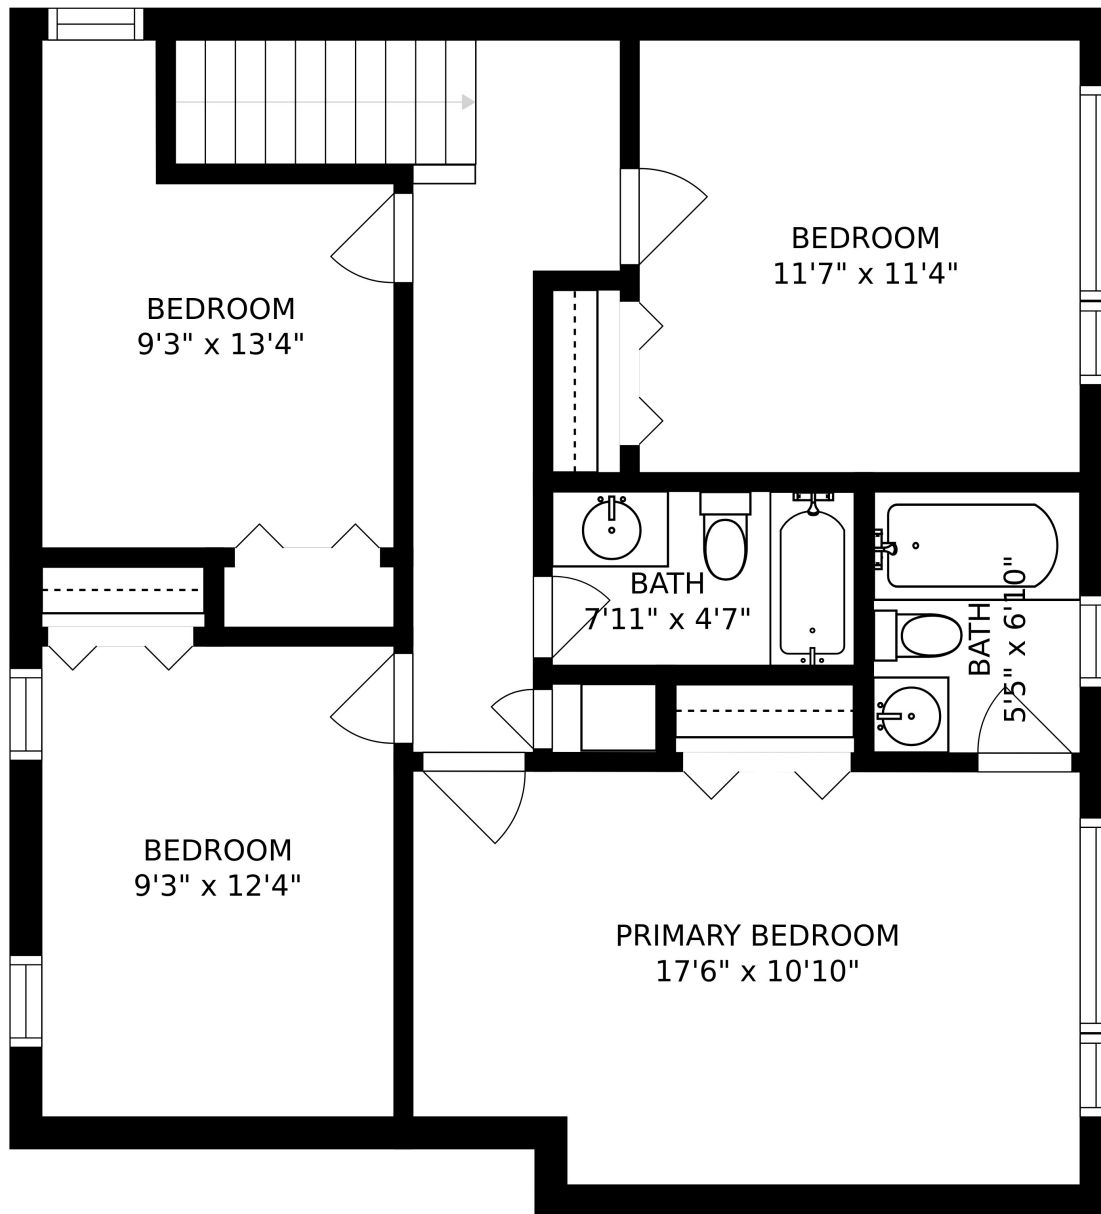 BEDROOM
11'7" x 11'4"
BEDROOM
9'3" x 13'4"
BATH
7'11" x 4'7"
BATH
5'5" x 6'10"
BEDROOM
9'3" x 12'4"
PRIMARY BEDROOM
17'6" x 10'10"